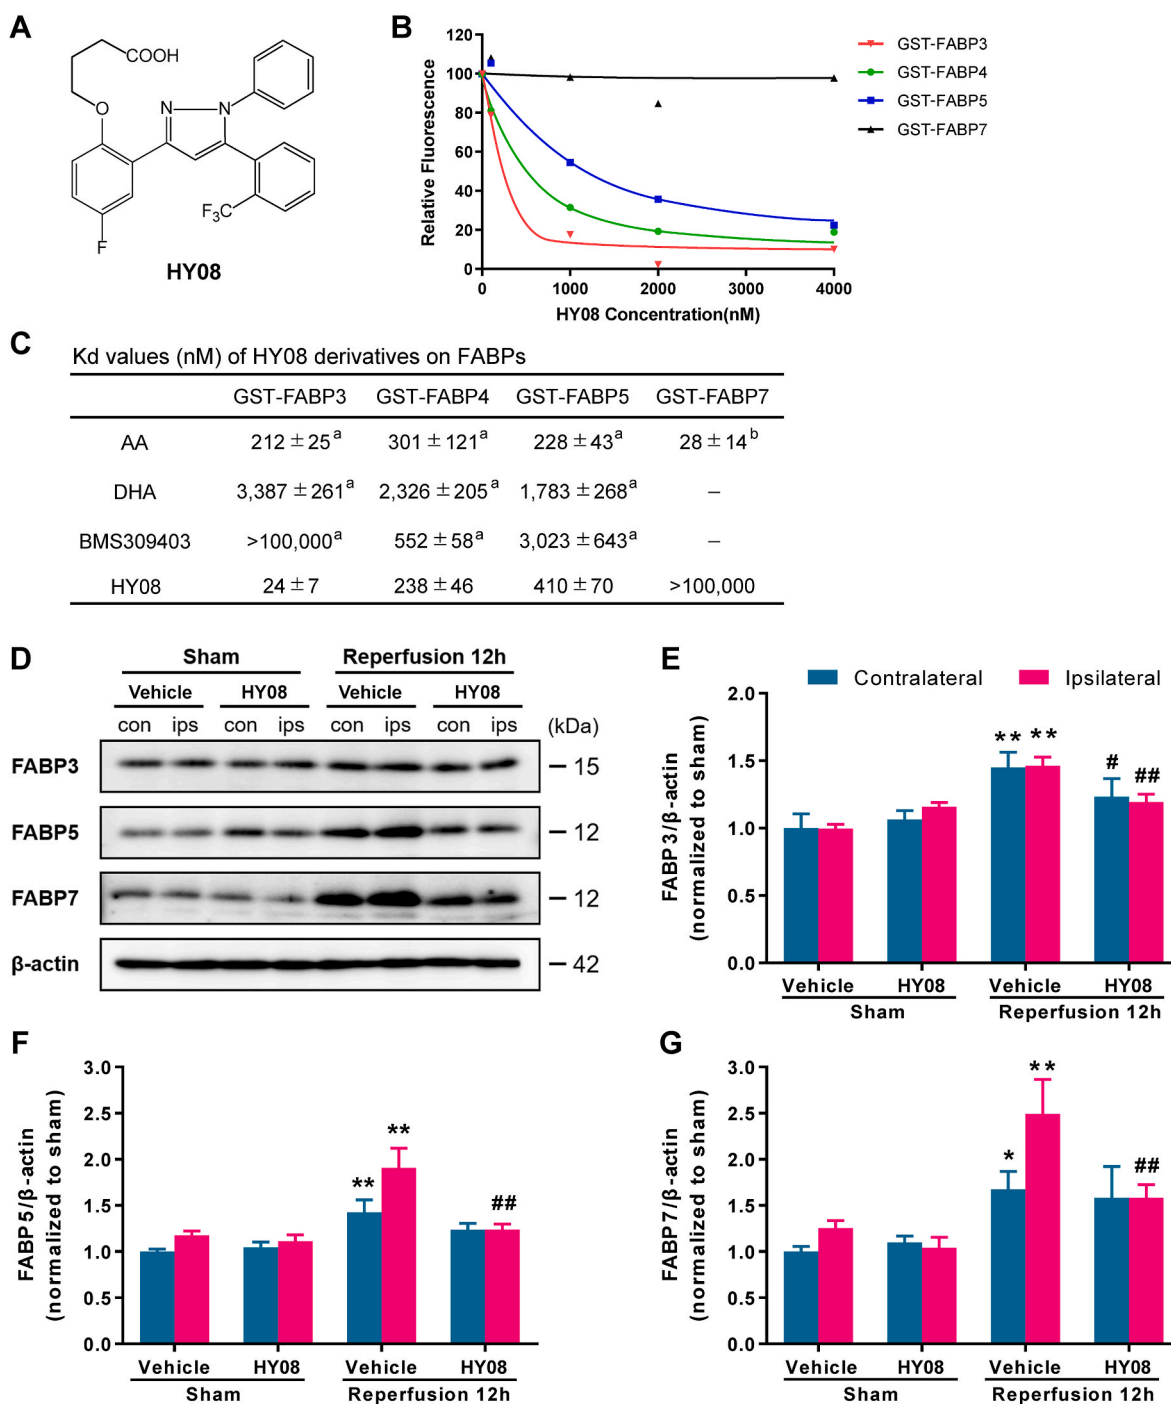 A
COOH
O
N
N
F₃C
F
HY08
B
120
100
80
60
40
20
0
Relative Fluorescence
0 1000 2000 3000 4000
HY08 Concentration(nM)
GST-FABP3
GST-FABP4
GST-FABP5
GST-FABP7
C
Kd values (nM) of HY08 derivatives on FABPs
GST-FABP3 GST-FABP4 GST-FABP5 GST-FABP7
AA 212 ± 25ᵃ 301 ± 121ᵃ 228 ± 43ᵃ 28 ± 14ᵇ
DHA 3,387 ± 261ᵃ 2,326 ± 205ᵃ 1,783 ± 268ᵃ –
BMS309403 >100,000ᵃ 552 ± 58ᵃ 3,023 ± 643ᵃ –
HY08 24 ± 7 238 ± 46 410 ± 70 >100,000
D
Sham Reperfusion 12h
Vehicle HY08 Vehicle HY08
con ips con ips con ips con ips (kDa)
FABP3 – 15
FABP5 – 12
FABP7 – 12
β-actin – 42
E
Contralateral Ipsilateral
2.0
1.5
1.0
0.5
0.0
FABP3/β-actin
(normalized to sham)
** ** # ##
Vehicle HY08 Vehicle HY08
Sham Reperfusion 12h
F
3.0
2.5
2.0
1.5
1.0
0.5
0.0
FABP5/β-actin
(normalized to sham)
** ** ##
Vehicle HY08 Vehicle HY08
Sham Reperfusion 12h
G
3.0
2.5
2.0
1.5
1.0
0.5
0.0
FABP7/β-actin
(normalized to sham)
* ** ##
Vehicle HY08 Vehicle HY08
Sham Reperfusion 12h